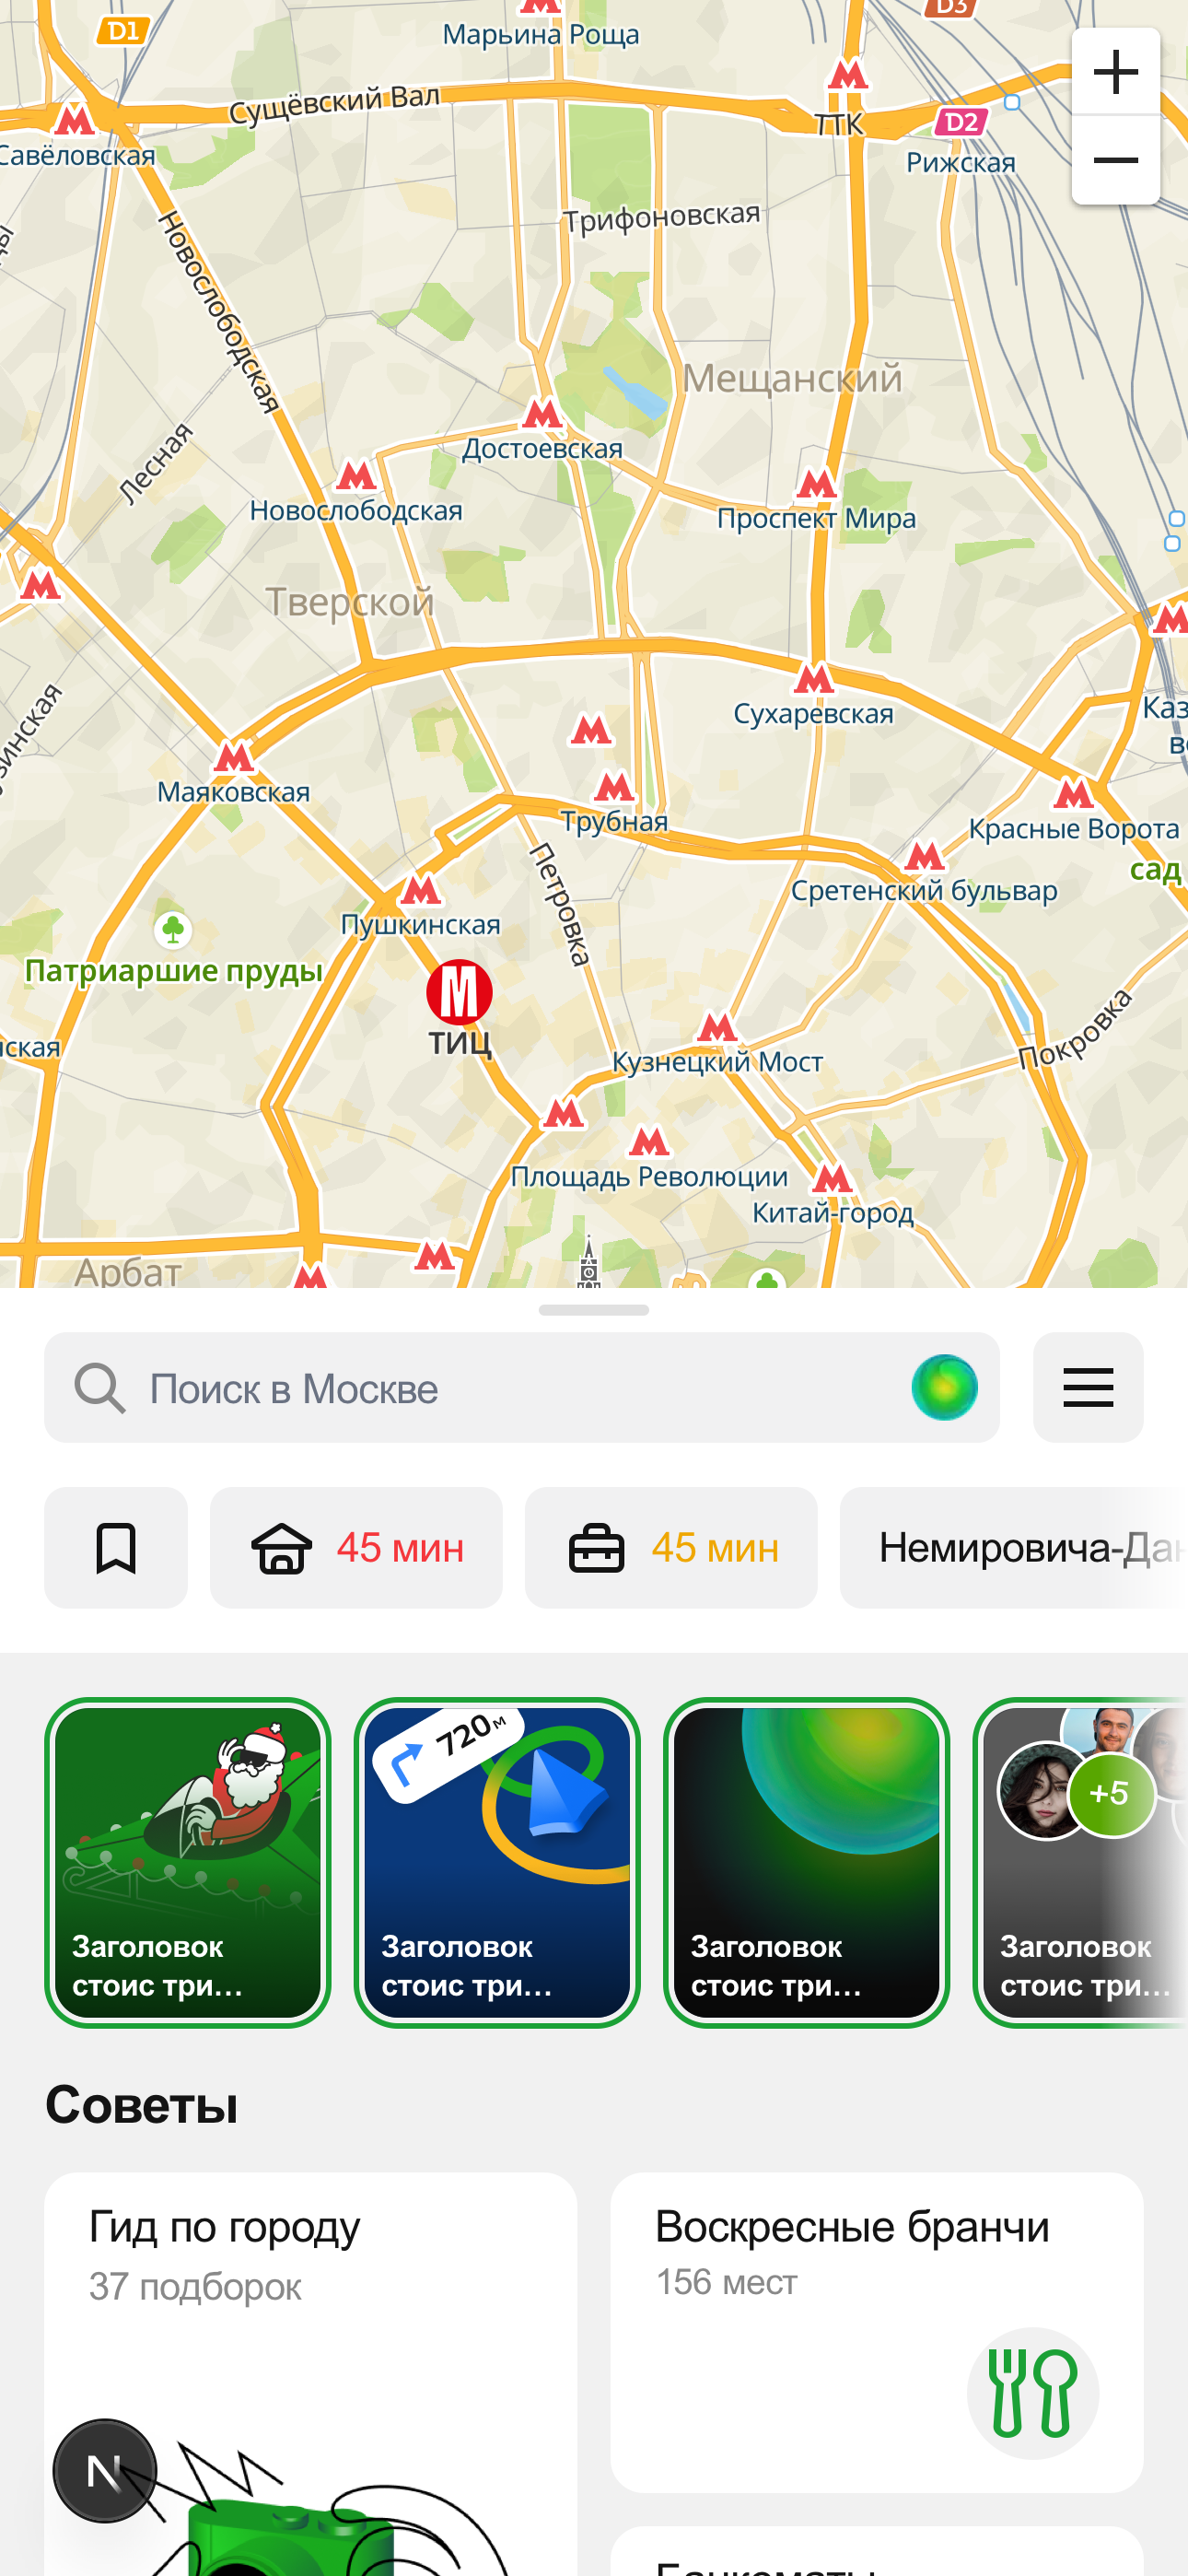 D1
Марьина Роща
D3
Сущёвский Вал
ТТК
D2
Савёловская
Рижская
Трифоновская
Новослободская
Мещанский
Лесная
Достоевская
Новослободская
Проспект Мира
Тверской
Сухаревская
Маяковская
Трубная
Красные Ворота
сад
Петровка
Сретенский бульвар
Пушкинская
Патриаршие пруды
ТИЦ
Покровка
Кузнецкий Мост
Площадь Революции
Китай-город
Арбат
Поиск в Москве
45 мин
45 мин
Немировича-Дан
720м
+5
Заголовок
стоис три…
Заголовок
стоис три…
Заголовок
стоис три…
Заголовок
стоис три…
Советы
Гид по городу
37 подборок
Воскресные бранчи
156 мест
N
Банкоматы